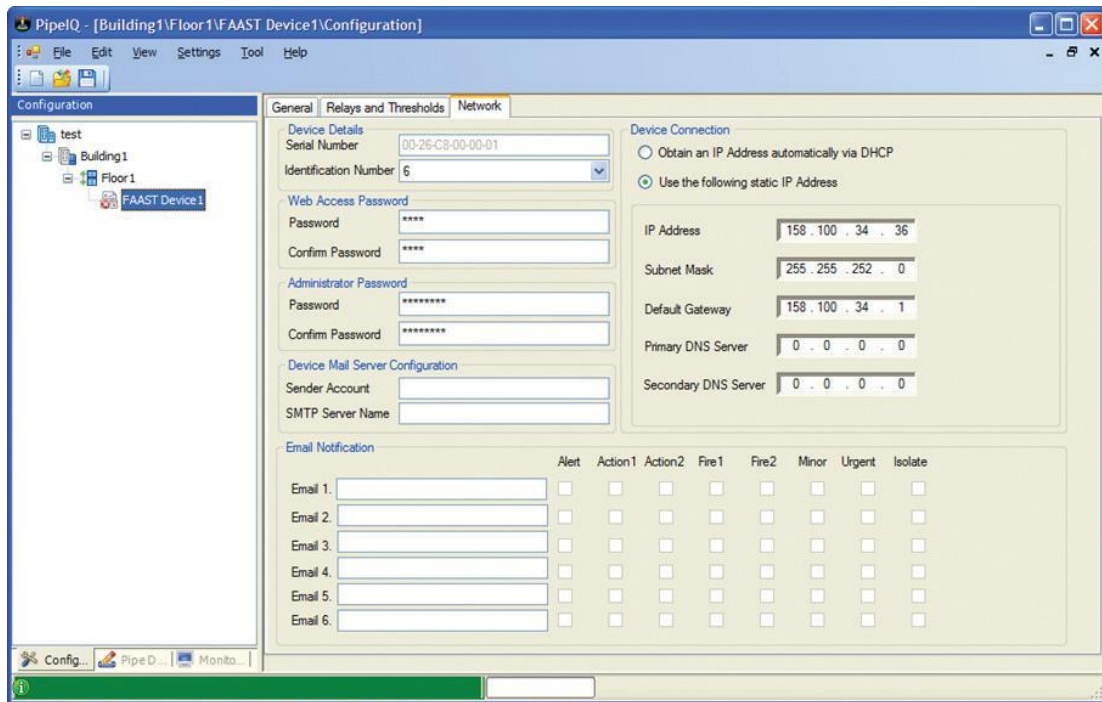 PipeIQ - [Building1\Floor1\FAAST Device1\Configuration]
File Edit View Settings Tool Help
Configuration
test
Building1
Floor1
FAAST Device1
General Relays and Thresholds Network
Device Details
Serial Number 00-26-C8-00-00-01
Identification Number 6
Web Access Password
Password ****
Confirm Password ****
Administrator Password
Password ********
Confirm Password ********
Device Mail Server Configuration
Sender Account
SMTP Server Name
Device Connection
Obtain an IP Address automatically via DHCP
Use the following static IP Address
IP Address 158 . 100 . 34 . 36
Subnet Mask 255 . 255 . 252 . 0
Default Gateway 158 . 100 . 34 . 1
Primary DNS Server 0 . 0 . 0 . 0
Secondary DNS Server 0 . 0 . 0 . 0
Email Notification
Alert Action1 Action2 Fire1 Fire2 Minor Urgent Isolate
Email 1.
Email 2.
Email 3.
Email 4.
Email 5.
Email 6.
Config... Pipe D... Monito...